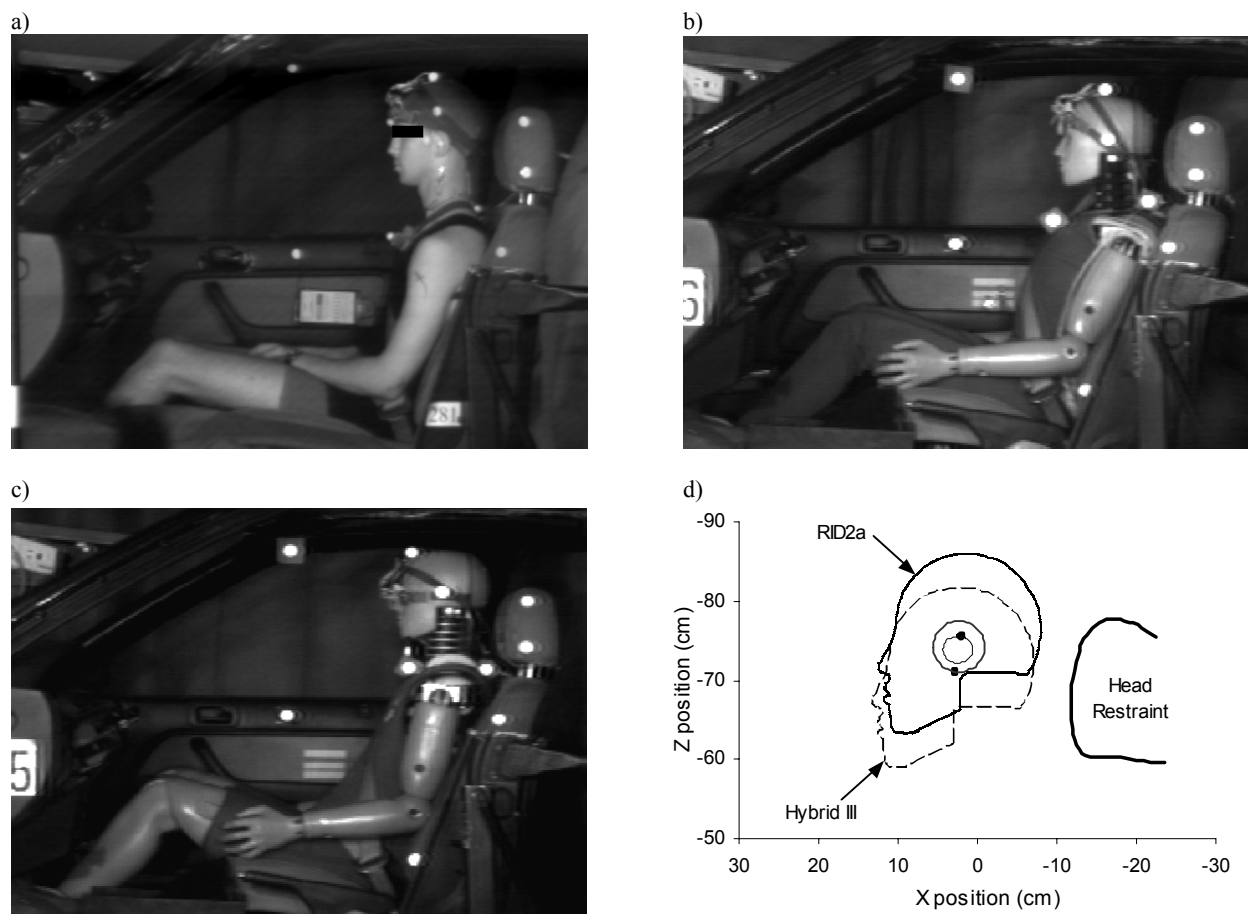 a)
b)
281
5
c)
5
d)
-90
RID2a
-80
Z position (cm)
-70
Head
Restraint
-60
Hybrid III
-50
30 20 10 0 -10 -20 -30
X position (cm)